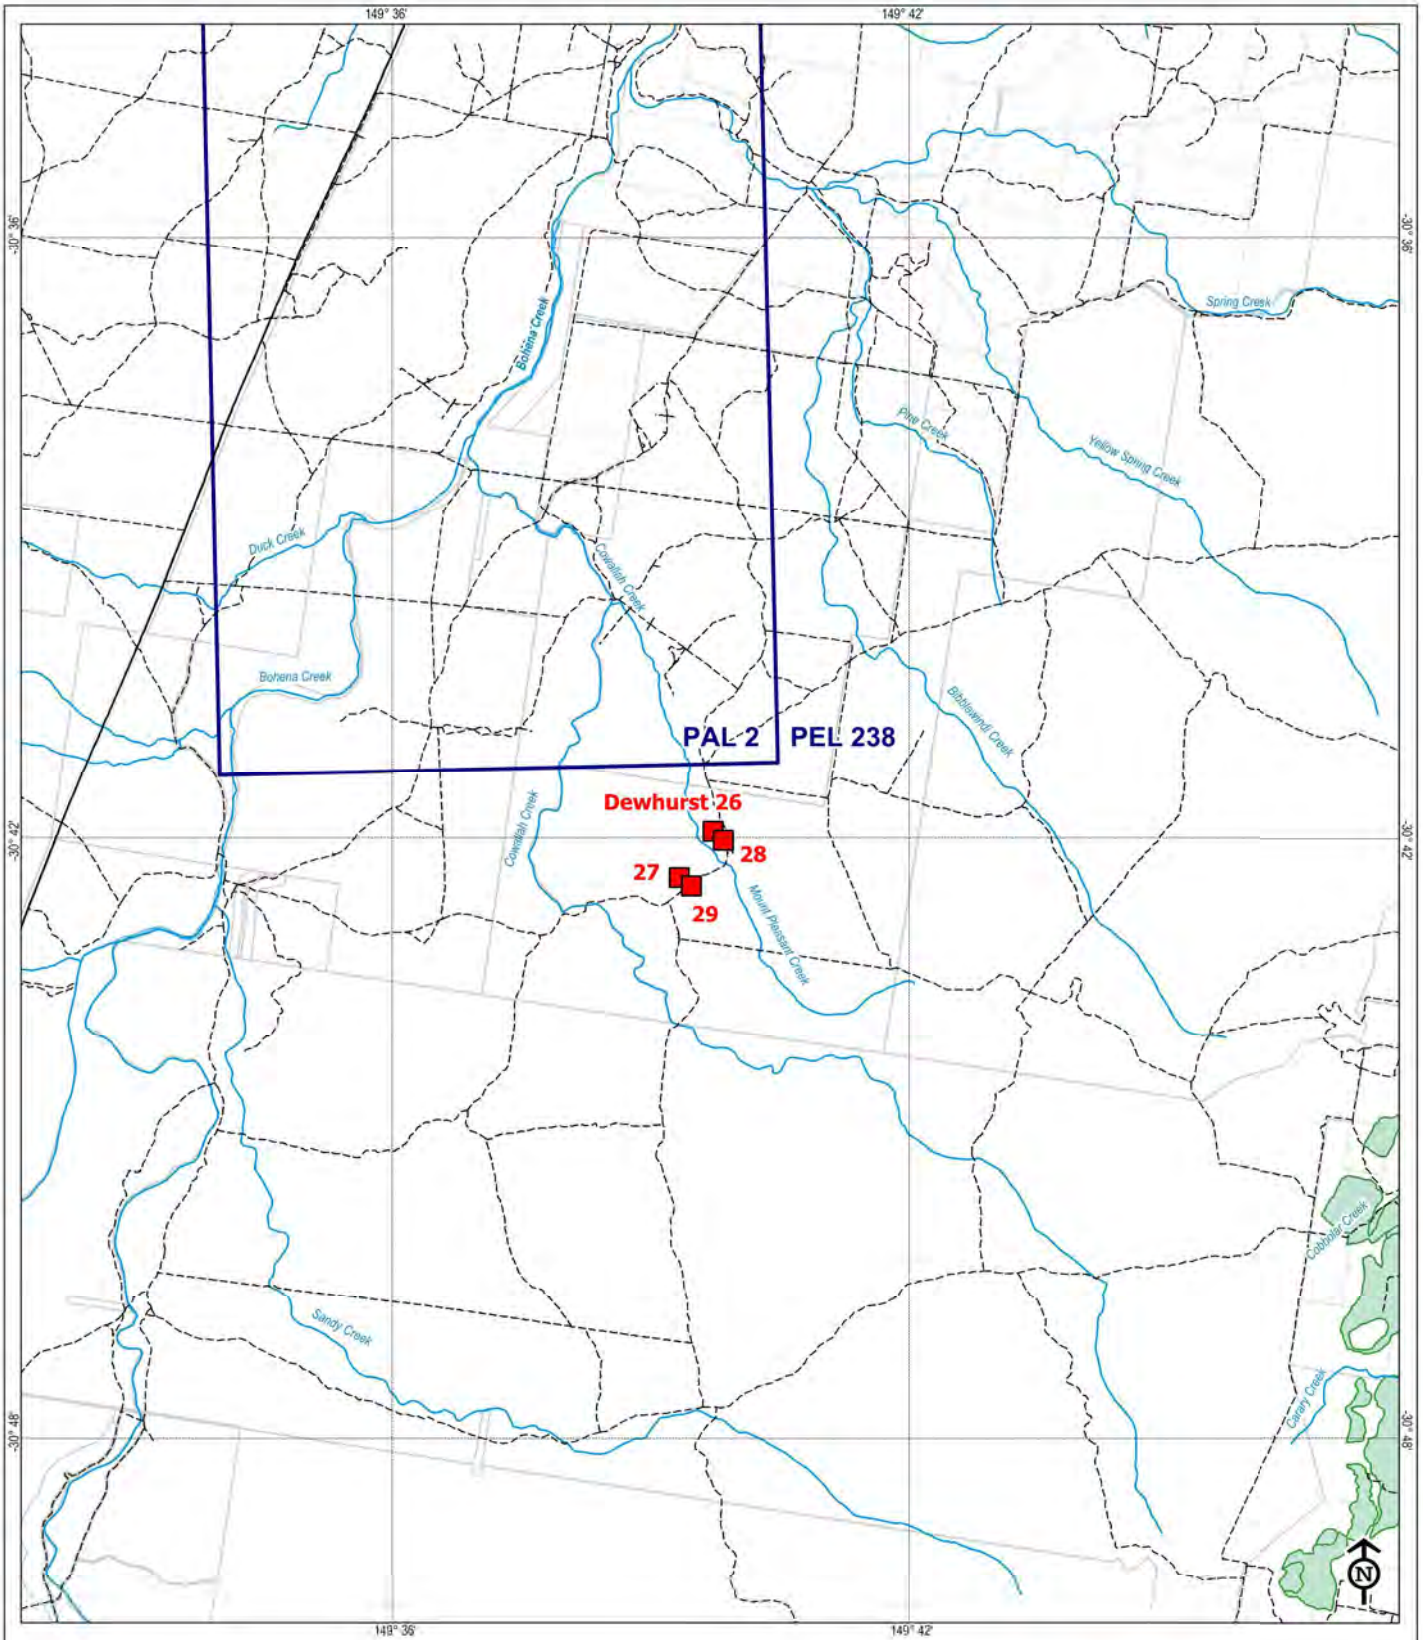 149° 36'
149° 42'
-30° 36'
-30° 36'
Bohena Creek
Spring Creek
Pine Creek
Yellow Spring Creek
Duck Creek
Cowallah Creek
Bohena Creek
Bibblewindi Creek
PAL 2
PEL 238
Dewhurst 26
Cowallah Creek
-30° 42'
-30° 42'
28
27
29
Mount Pleasant Creek
Cobbolar Creek
Sandy Creek
Carary Creek
-30° 48'
-30° 48'
N
149° 36'
149° 42'